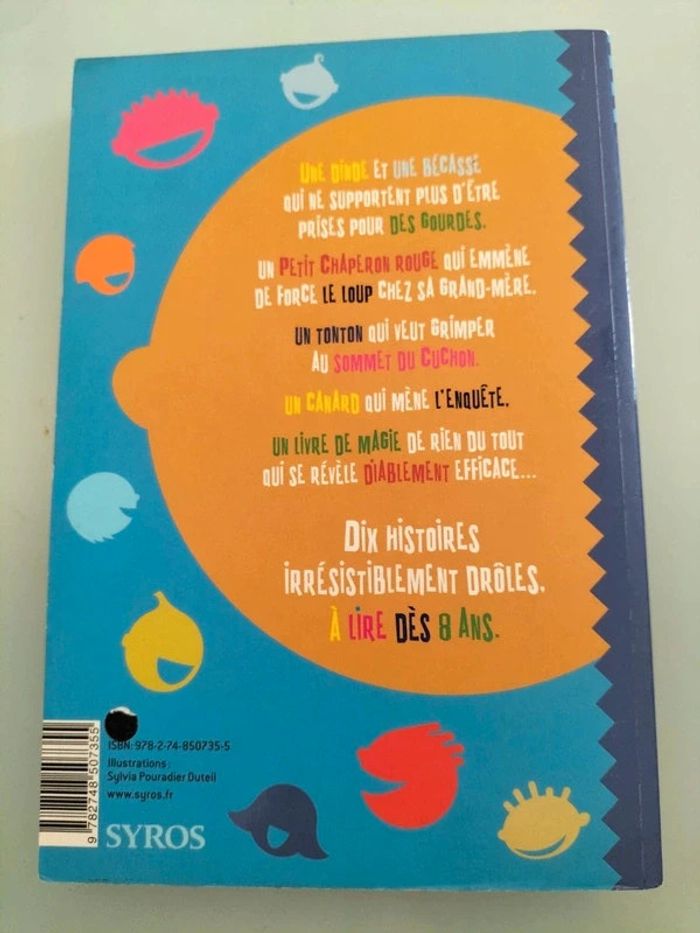 UNE DINDE ET UNE BÉCASSE
QUI NE SUPPORTENT PLUS D'ÊTRE
PRISES POUR DES GOURDES.
UN PETIT CHAPERON ROUGE QUI EMMÈNE
DE FORCE LE LOUP CHEZ SA GRAND-MÈRE.
UN TONTON QUI VEUT GRIMPER
AU SOMMET DU CUCHON.
UN CANARD QUI MÈNE L'ENQUÊTE.
UN LIVRE DE MAGIE DE RIEN DU TOUT
QUI SE RÉVÈLE DIABLEMENT EFFICACE...
DIX HISTOIRES
IRRÉSISTIBLEMENT DRÔLES.
À LIRE DÈS 8 ANS.
ISBN: 978-2-74-850735-5
Illustrations :
Sylvia Pouradier Duteil
www.syros.fr
SYROS
9 782748 507355